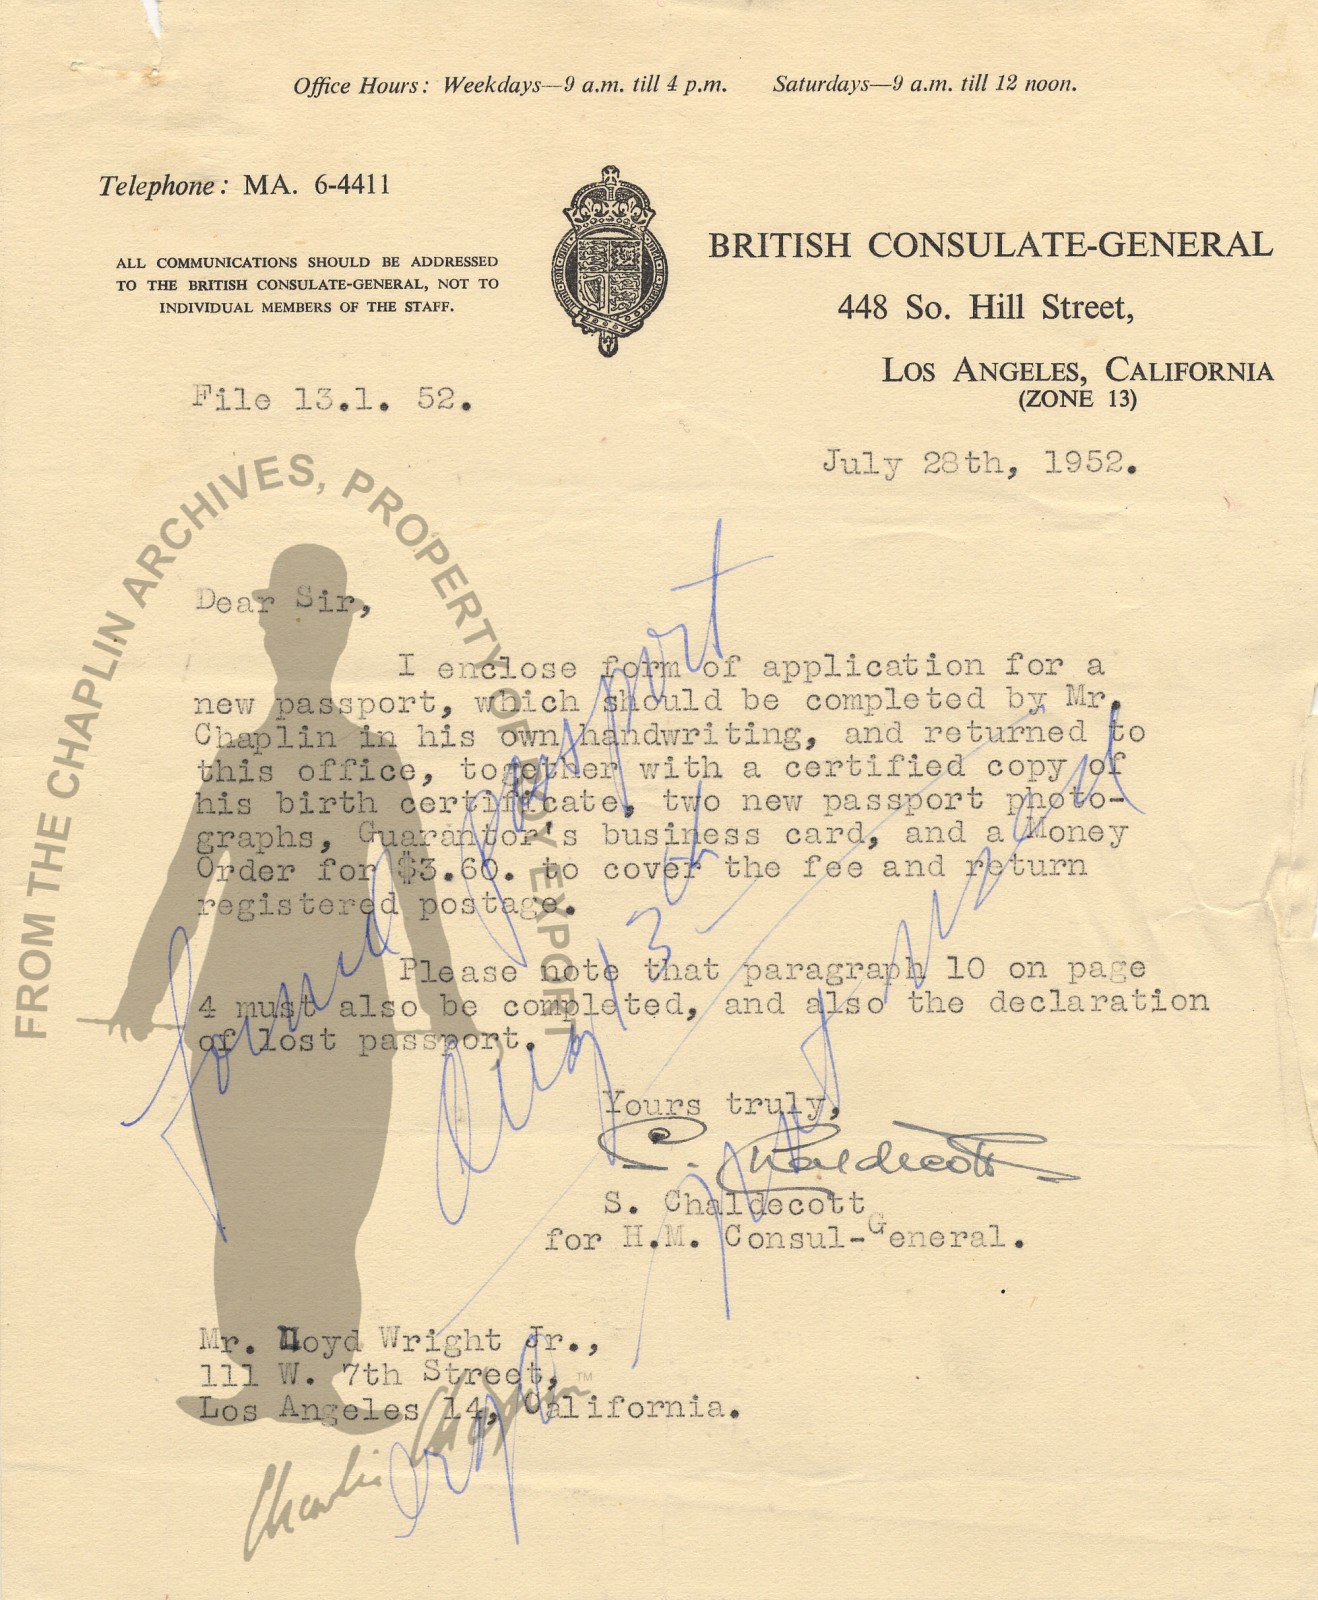 Office Hours: Weekdays—9 a.m. till 4 p.m. Saturdays—9 a.m. till 12 noon.
Telephone: MA. 6-4411
ALL COMMUNICATIONS SHOULD BE ADDRESSED
TO THE BRITISH CONSULATE-GENERAL, NOT TO
INDIVIDUAL MEMBERS OF THE STAFF.
BRITISH CONSULATE-GENERAL
448 So. Hill Street,
LOS ANGELES, CALIFORNIA
(ZONE 13)
File 13.1. 52.
July 28th, 1952.
Dear Sir,
I enclose form of application for a
new passport, which should be completed by Mr.
Chaplin in his own handwriting, and returned to
this office, together with a certified copy of
his birth certificate, two new passport photo-
graphs, Guarantor's business card, and a Money
Order for $3.60. to cover the fee and return
registered postage.
Please note that paragraph 10 on page
4 must also be completed, and also the declaration
of lost passport.
Yours truly,
S. Chaldecott
S. Chaldecott
for H.M. Consul-General.
Mr. Lloyd Wright Jr.,
111 W. 7th Street,
Los Angeles 14, California.
found passport
Aug 13th
not used
FROM THE CHAPLIN ARCHIVES, PROPERTY OF ROY EXPORT
Charlie Chaplin™